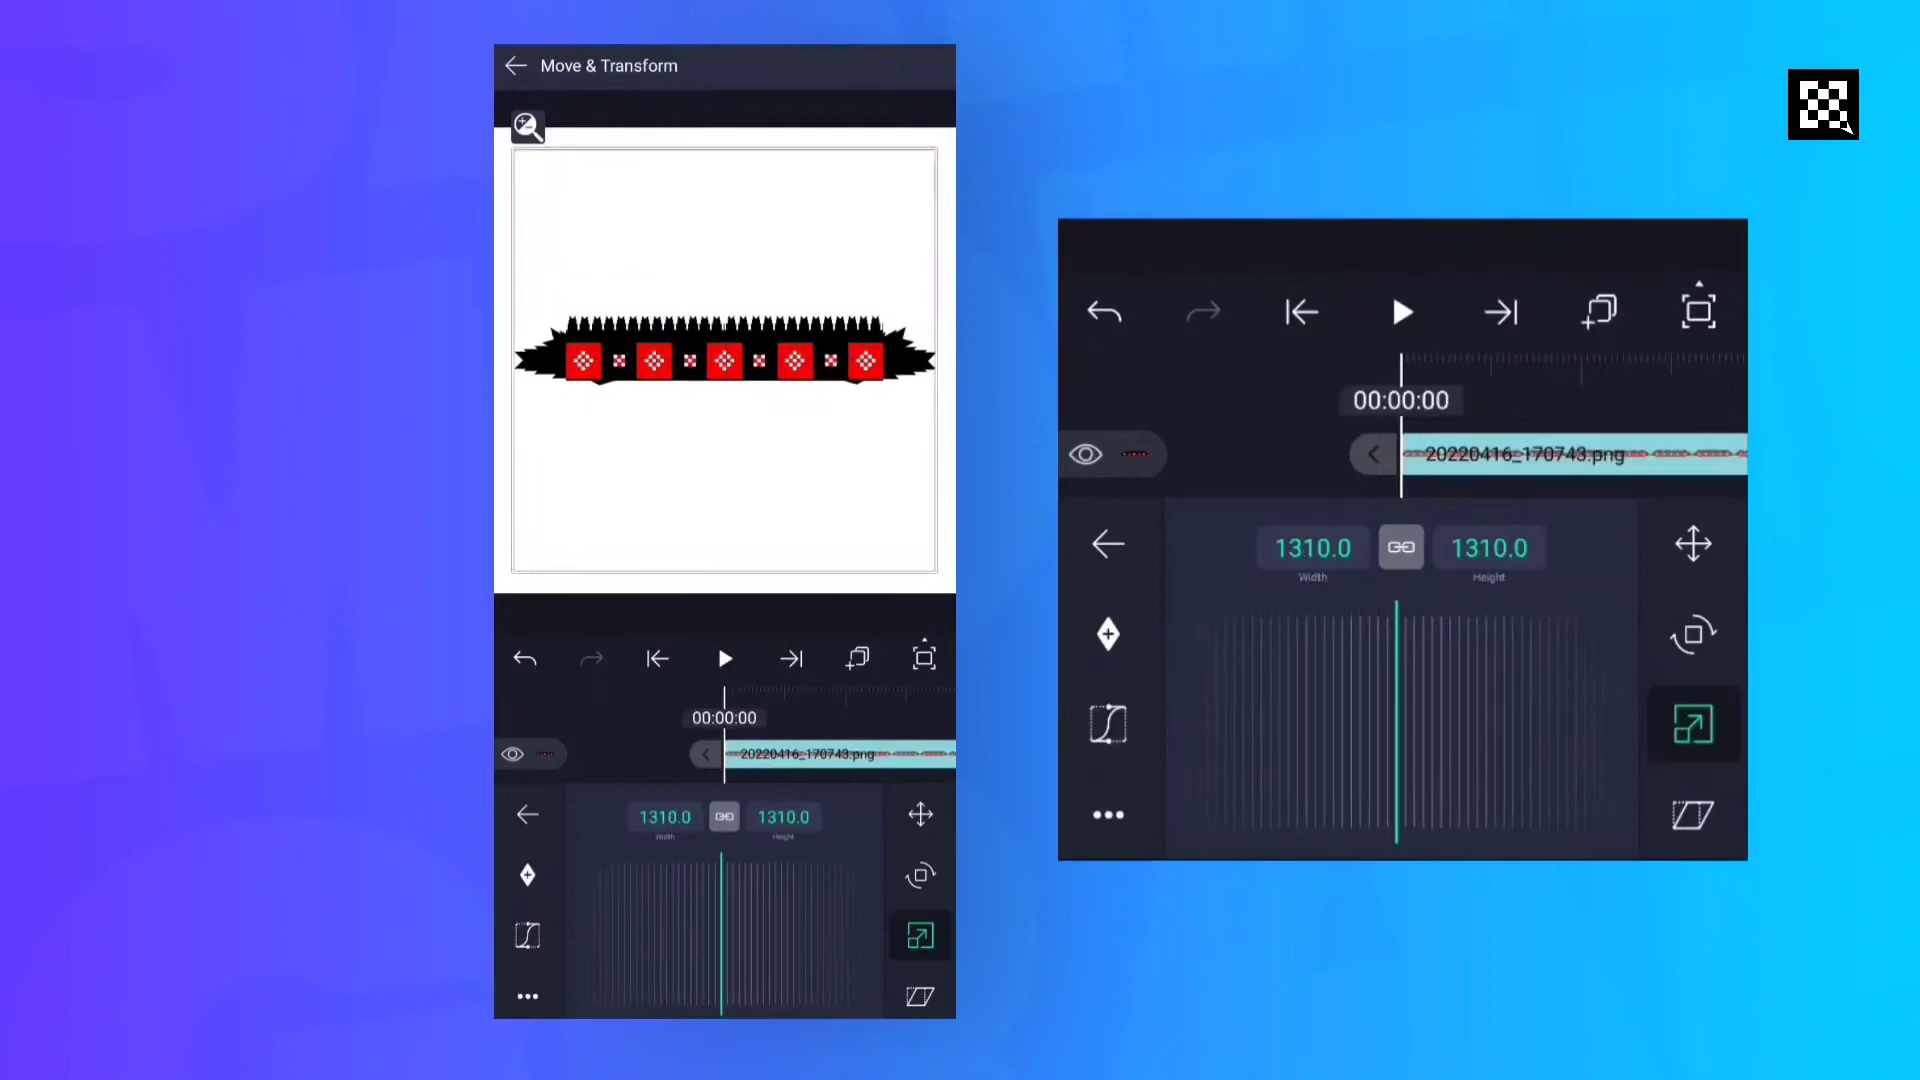 Move & Transform
00:00:00
20220416_170743.png
1310.0
1310.0
Width
Height
00:00:00
20220416_170743.png
1310.0
1310.0
Width
Height